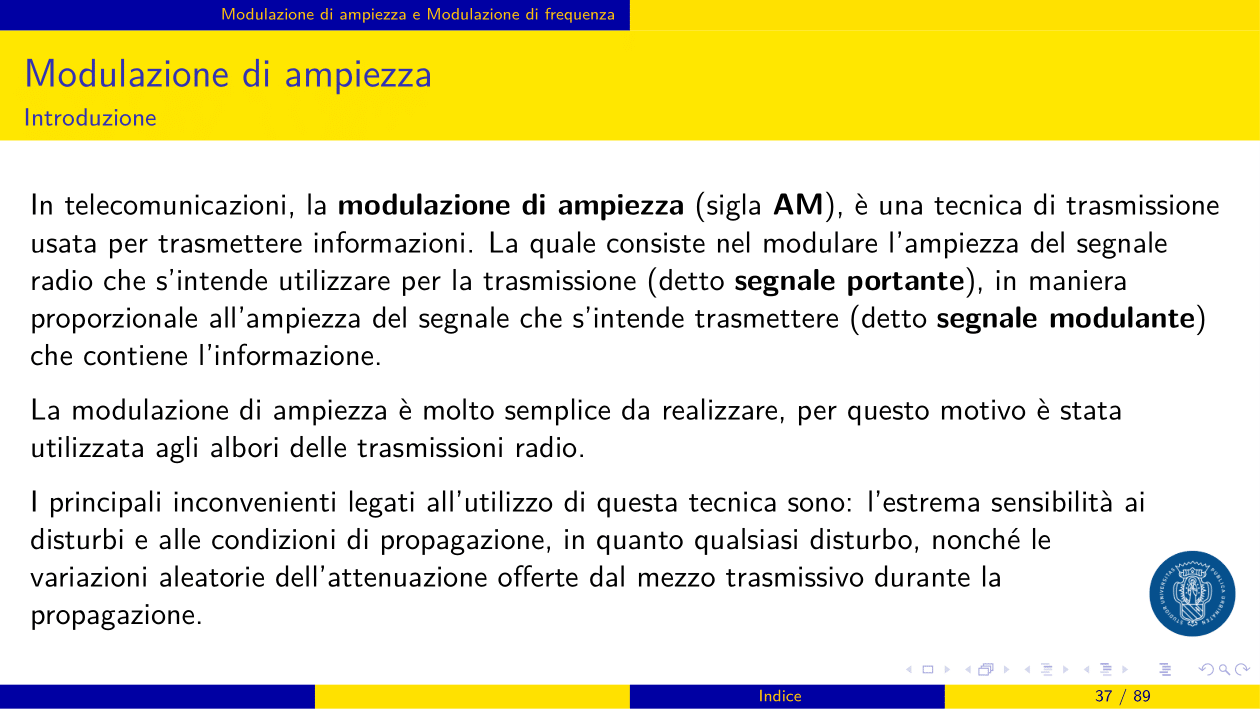 Modulazione di ampiezza e Modulazione di frequenza
Modulazione di ampiezza
Introduzione
In telecomunicazioni, la modulazione di ampiezza (sigla AM), è una tecnica di trasmissione
usata per trasmettere informazioni. La quale consiste nel modulare l'ampiezza del segnale
radio che s'intende utilizzare per la trasmissione (detto segnale portante), in maniera
proporzionale all'ampiezza del segnale che s'intende trasmettere (detto segnale modulante)
che contiene l'informazione.
La modulazione di ampiezza è molto semplice da realizzare, per questo motivo è stata
utilizzata agli albori delle trasmissioni radio.
I principali inconvenienti legati all'utilizzo di questa tecnica sono: l'estrema sensibilità ai
disturbi e alle condizioni di propagazione, in quanto qualsiasi disturbo, nonché le
variazioni aleatorie dell'attenuazione offerte dal mezzo trasmissivo durante la
propagazione.
Indice
37 / 89